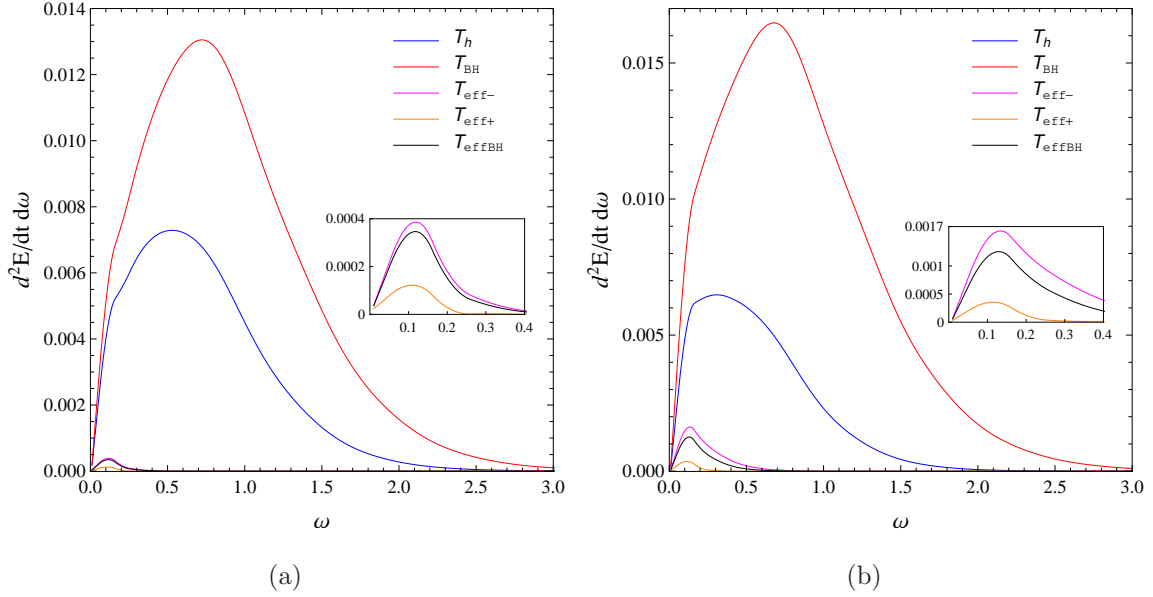 0.014
0.012
0.010
0.008
0.006
0.004
0.002
0.000
d²E/dt dω
0.0 0.5 1.0 1.5 2.0 2.5 3.0
ω
T_h
T_BH
T_eff−
T_eff+
T_effBH
0.0004
0.0002
0
0.1 0.2 0.3 0.4
(a)
0.015
0.010
0.005
0.000
d²E/dt dω
0.0 0.5 1.0 1.5 2.0 2.5 3.0
ω
T_h
T_BH
T_eff−
T_eff+
T_effBH
0.0017
0.001
0.0005
0
0.1 0.2 0.3 0.4
(b)